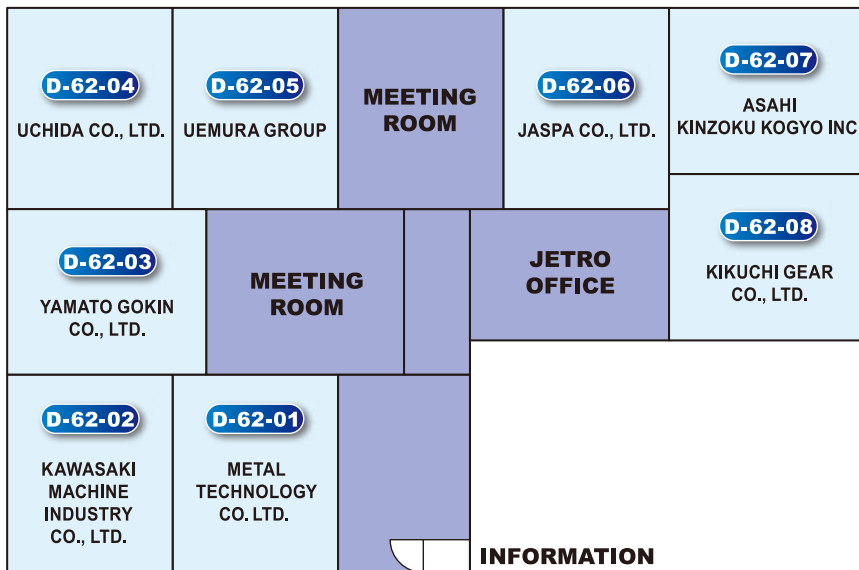 D-62-04
UCHIDA CO., LTD.
D-62-05
UEMURA GROUP
MEETING
ROOM
D-62-06
JASPA CO., LTD.
D-62-07
ASAHI
KINZOKU KOGYO INC
D-62-03
YAMATO GOKIN
CO., LTD.
MEETING
ROOM
JETRO
OFFICE
D-62-08
KIKUCHI GEAR
CO., LTD.
D-62-02
KAWASAKI
MACHINE
INDUSTRY
CO., LTD.
D-62-01
METAL
TECHNOLOGY
CO. LTD.
INFORMATION